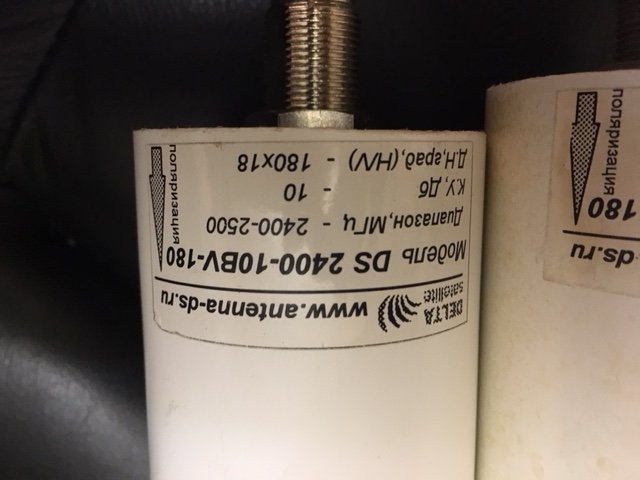 DELTA
satellite
www.antenna-ds.ru
Модель DS 2400-10BV-180
Диапазон,МГц - 2400-2500
К.У, Дб - 10
Д.Н,град,(H/V) - 180x18
поляризация
ds.ru
180
поляризация